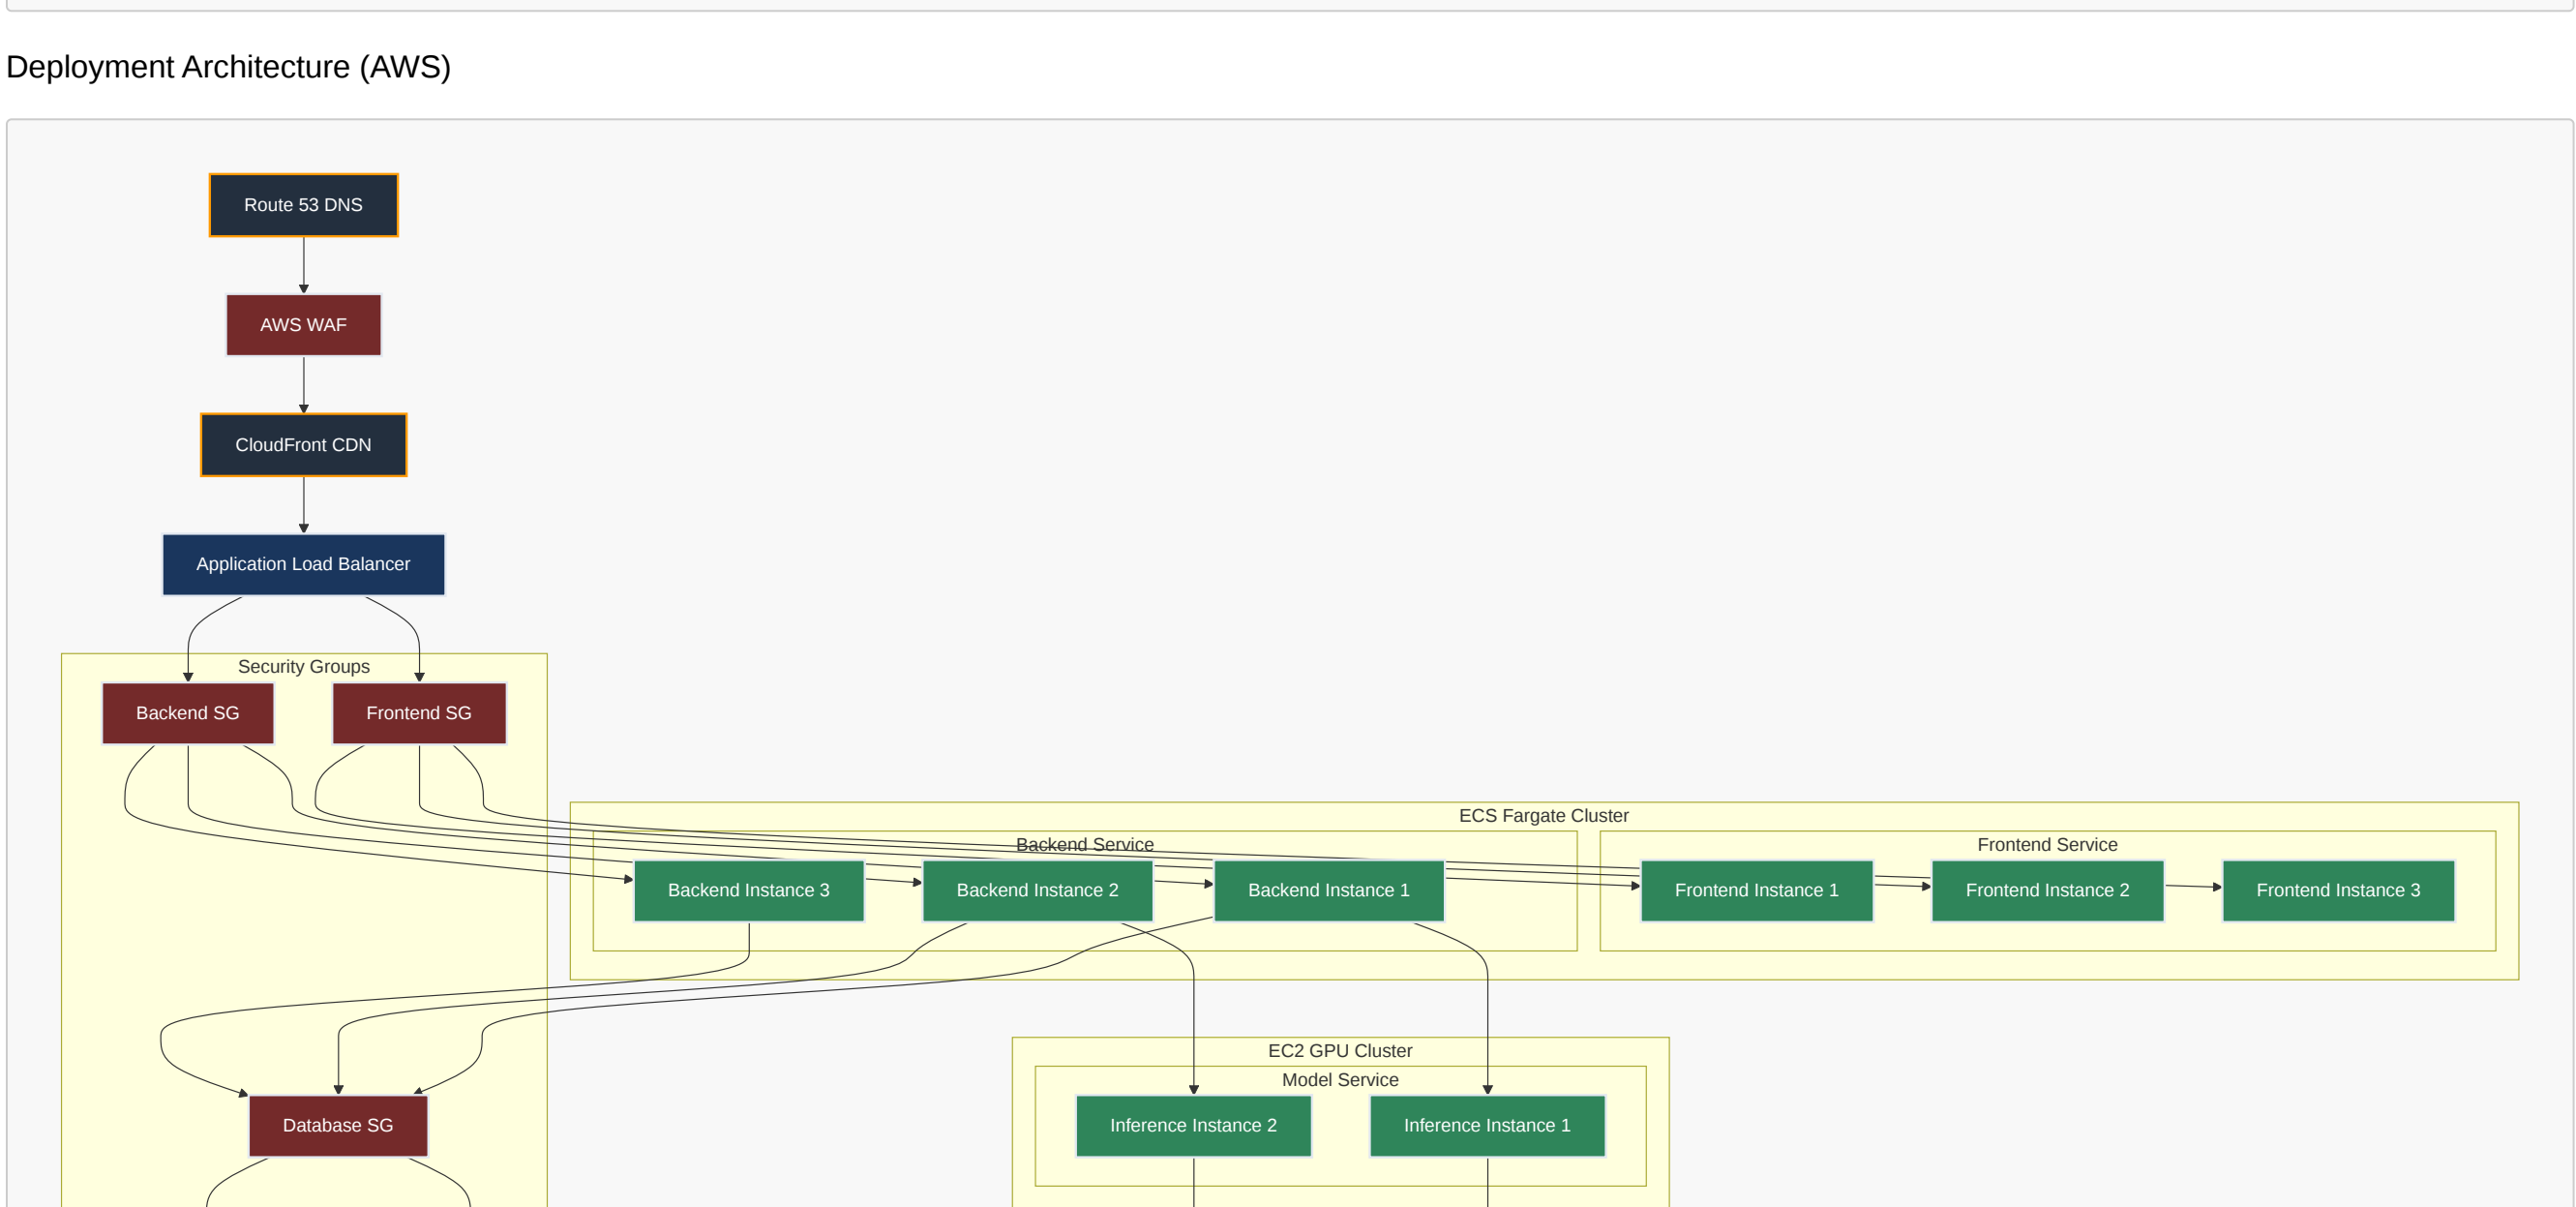 Deployment Architecture (AWS)
Route 53 DNS
AWS WAF
CloudFront CDN
Application Load Balancer
Security Groups
Backend SG
Frontend SG
ECS Fargate Cluster
Backend Service
Frontend Service
Backend Instance 3
Backend Instance 2
Backend Instance 1
Frontend Instance 1
Frontend Instance 2
Frontend Instance 3
EC2 GPU Cluster
Model Service
Database SG
Inference Instance 2
Inference Instance 1